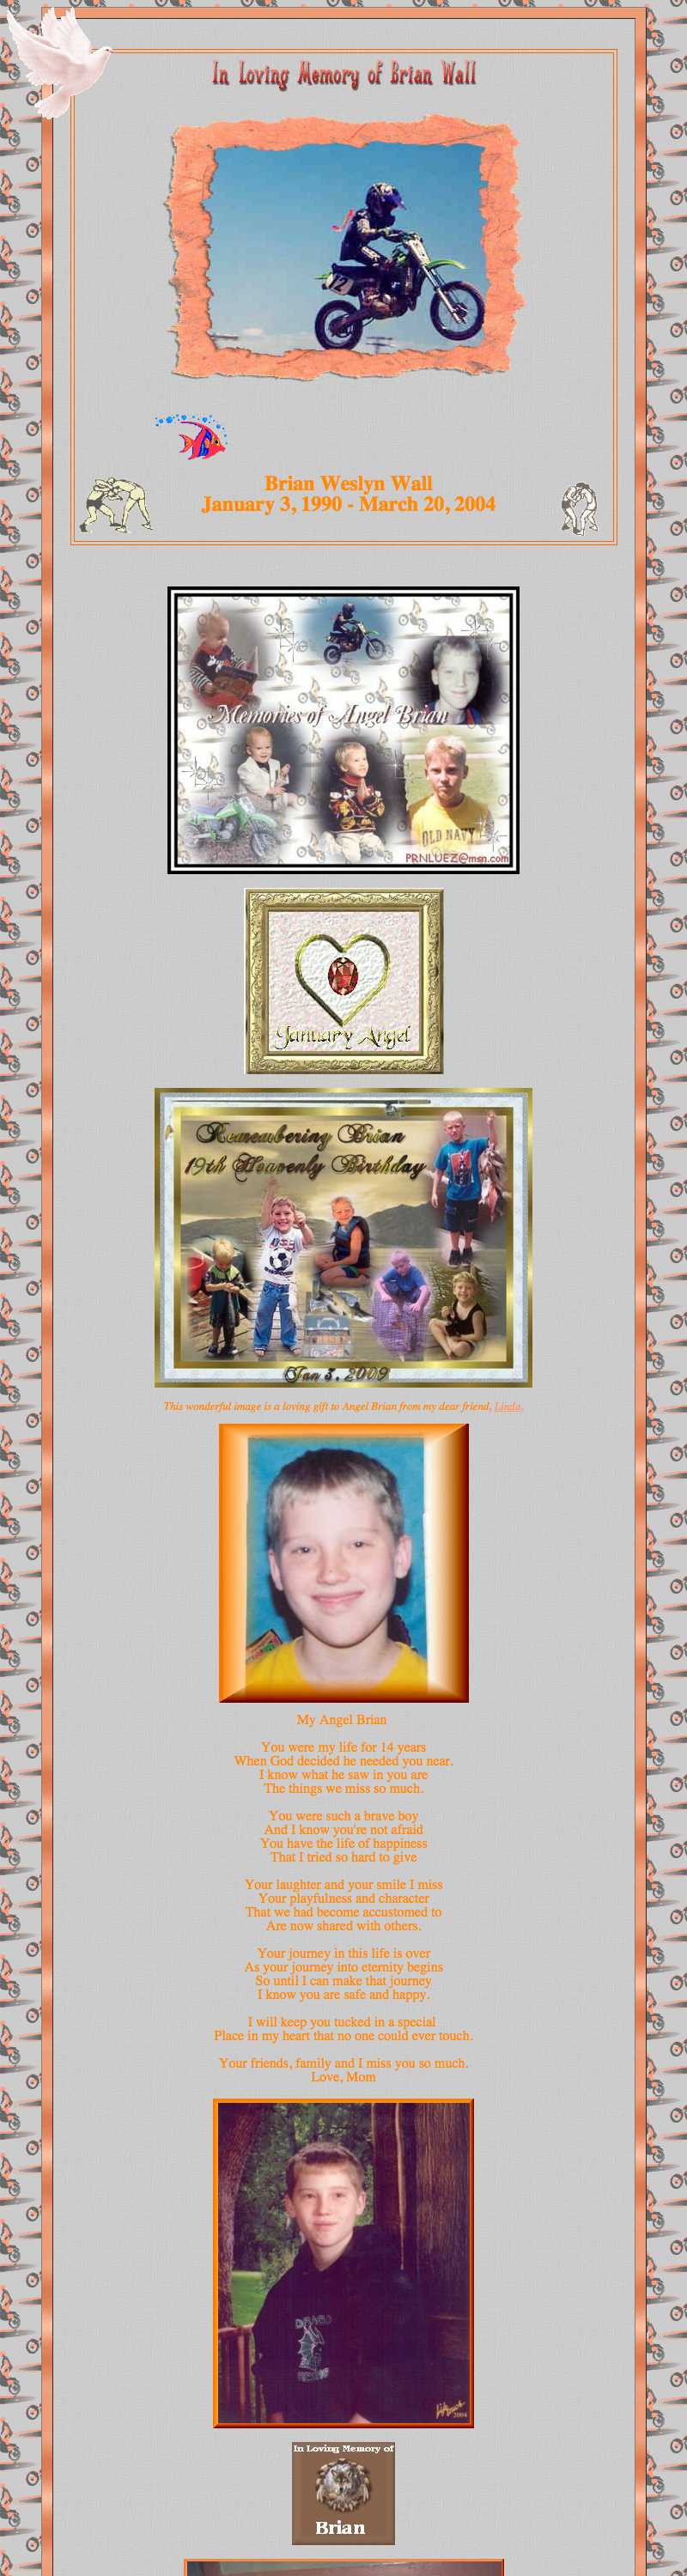 In Loving Memory of Brian Wall
12
Brian Weslyn Wall
January 3, 1990 - March 20, 2004
Memories of Angel Brian
OLD NAVY
PRNLUEZ@msn.com
January Angel
Remembering Brian
19th Heavenly Birthday
Jan 3, 2009
This wonderful image is a loving gift to Angel Brian from my dear friend, Linda.
My Angel Brian
You were my life for 14 years
When God decided he needed you near.
I know what he saw in you are
The things we miss so much.
You were such a brave boy
And I know you're not afraid
You have the life of happiness
That I tried so hard to give
Your laughter and your smile I miss
Your playfulness and character
That we had become accustomed to
Are now shared with others.
Your journey in this life is over
As your journey into eternity begins
So until I can make that journey
I know you are safe and happy.
I will keep you tucked in a special
Place in my heart that no one could ever touch.
Your friends, family and I miss you so much.
Love, Mom
2004
In Loving Memory of
Brian